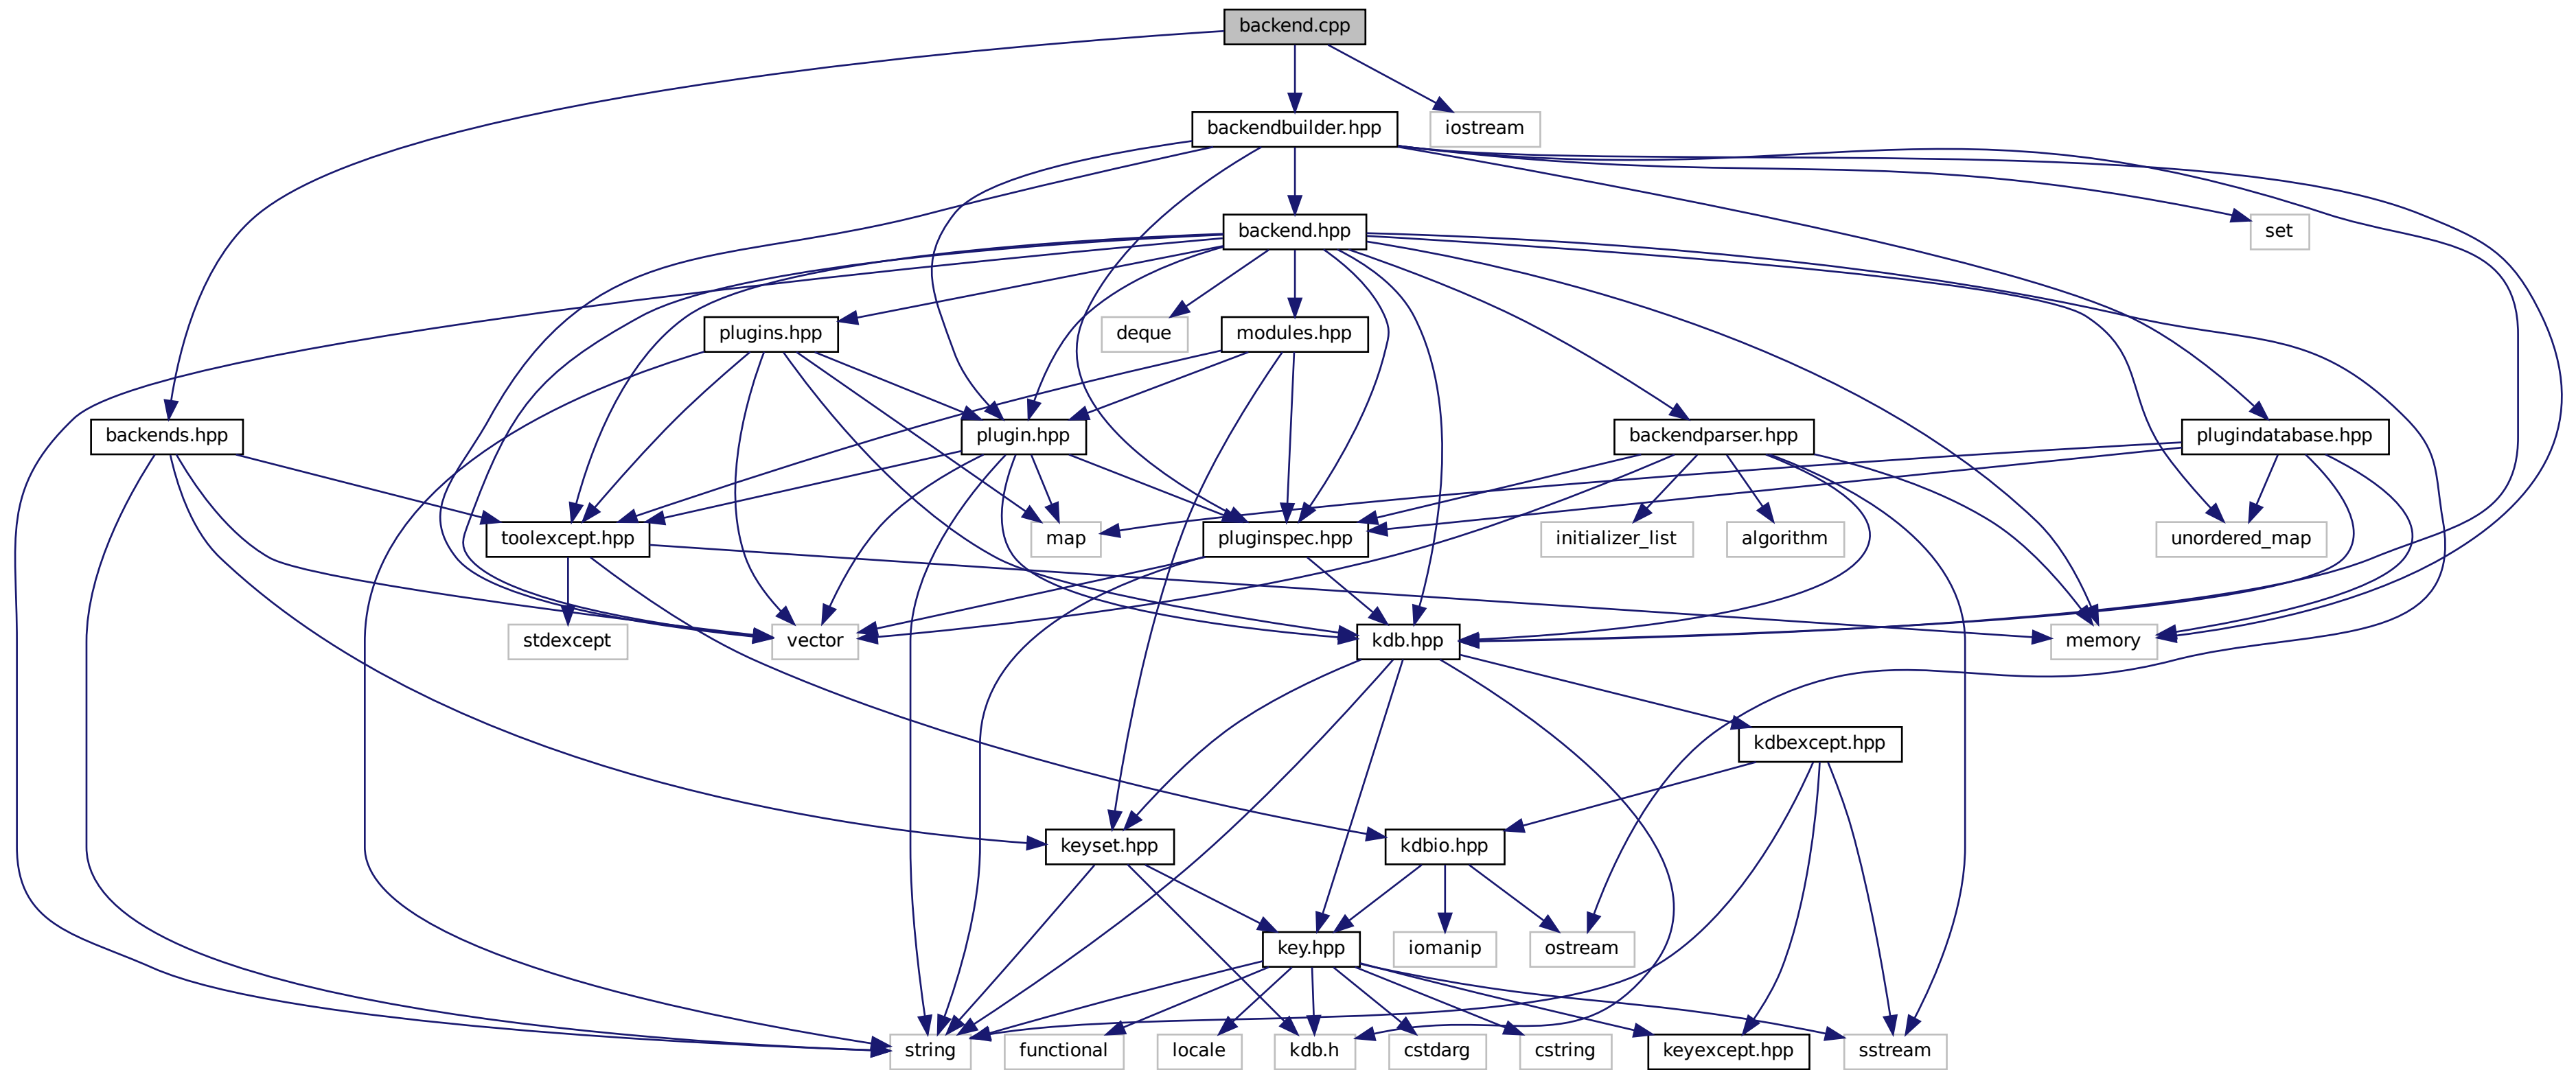 backend.cpp
backendbuilder.hpp
iostream
backend.hpp
set
plugins.hpp
deque
modules.hpp
backends.hpp
plugin.hpp
backendparser.hpp
plugindatabase.hpp
toolexcept.hpp
map
pluginspec.hpp
initializer_list
algorithm
unordered_map
stdexcept
vector
kdb.hpp
memory
kdbexcept.hpp
keyset.hpp
kdbio.hpp
key.hpp
iomanip
ostream
string
functional
locale
kdb.h
cstdarg
cstring
keyexcept.hpp
sstream